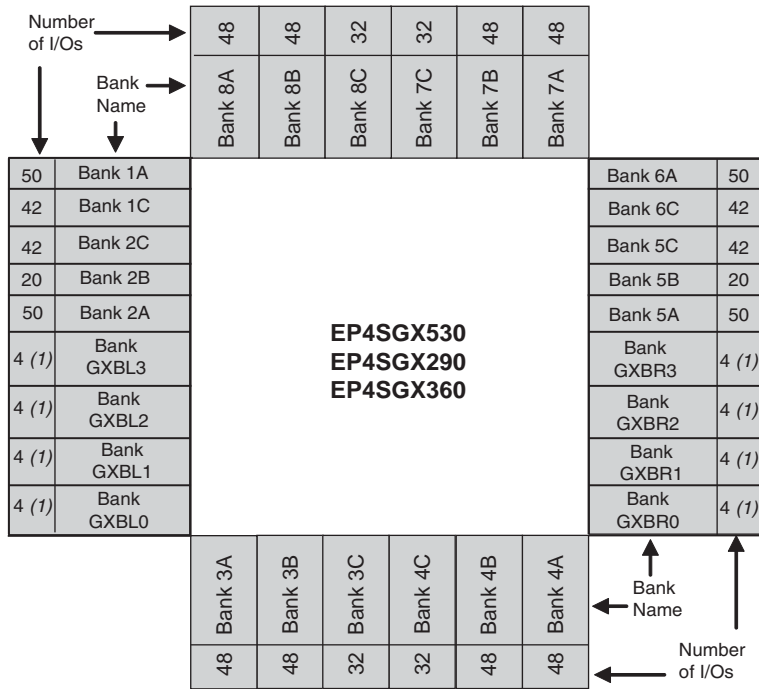 Number
of I/Os
48 48 32 32 48 48
Bank
Name
Bank 8A Bank 8B Bank 8C Bank 7C Bank 7B Bank 7A
50 Bank 1A
42 Bank 1C
42 Bank 2C
20 Bank 2B
50 Bank 2A
4 (1) Bank
GXBL3
4 (1) Bank
GXBL2
4 (1) Bank
GXBL1
4 (1) Bank
GXBL0
EP4SGX530
EP4SGX290
EP4SGX360
Bank 6A 50
Bank 6C 42
Bank 5C 42
Bank 5B 20
Bank 5A 50
Bank
GXBR3 4 (1)
Bank
GXBR2 4 (1)
Bank
GXBR1 4 (1)
Bank
GXBR0 4 (1)
Bank 3A Bank 3B Bank 3C Bank 4C Bank 4B Bank 4A
48 48 32 32 48 48
Bank
Name
Number
of I/Os